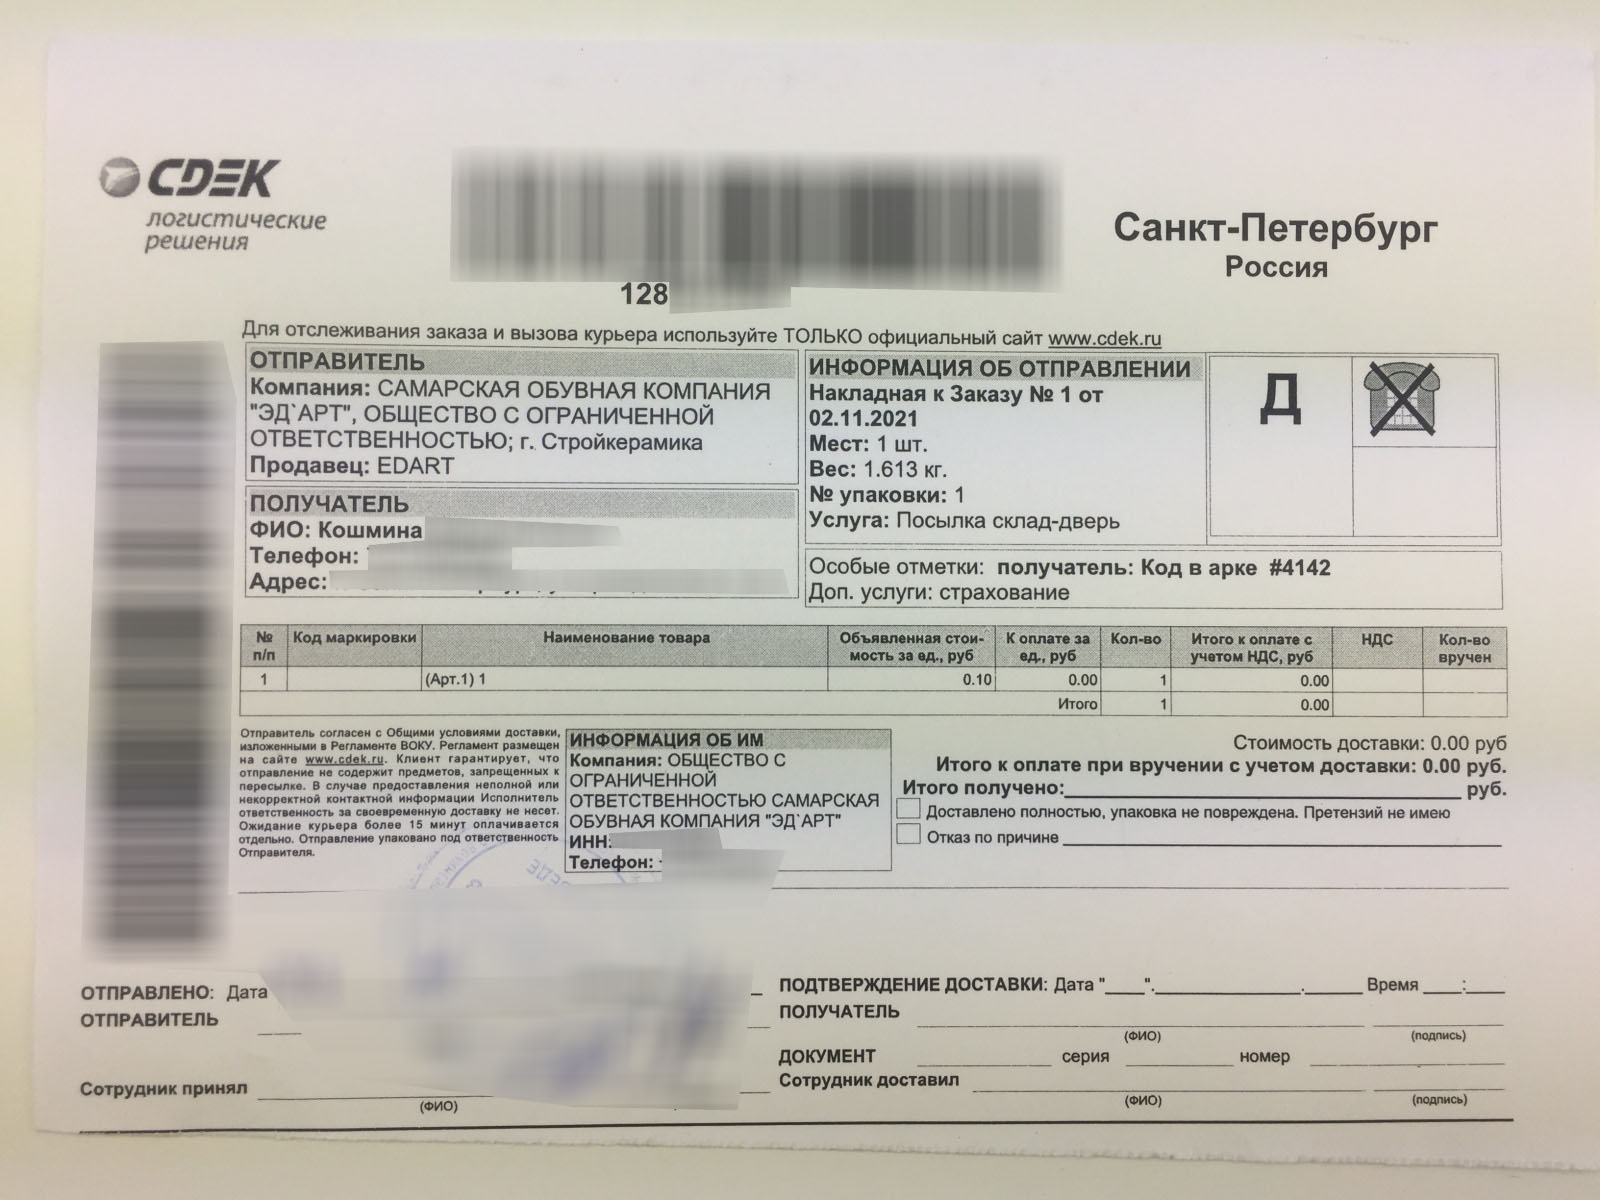 CDEK
логистические
решения
128
Санкт-Петербург
Россия
Для отслеживания заказа и вызова курьера используйте ТОЛЬКО официальный сайт www.cdek.ru
ОТПРАВИТЕЛЬ
Компания: САМАРСКАЯ ОБУВНАЯ КОМПАНИЯ
"ЭД`АРТ", ОБЩЕСТВО С ОГРАНИЧЕННОЙ
ОТВЕТСТВЕННОСТЬЮ; г. Стройкерамика
Продавец: EDART
ПОЛУЧАТЕЛЬ
ФИО: Кошмина
Телефон:
Адрес:
ИНФОРМАЦИЯ ОБ ОТПРАВЛЕНИИ
Накладная к Заказу № 1 от
02.11.2021
Мест: 1 шт.
Вес: 1.613 кг.
№ упаковки: 1
Услуга: Посылка склад-дверь
Д
Особые отметки: получатель: Код в арке #4142
Доп. услуги: страхование
№ п/п Код маркировки Наименование товара Объявленная стои-мость за ед., руб К оплате за ед., руб Кол-во Итого к оплате с учетом НДС, руб НДС Кол-во вручен
1 (Арт.1) 1 0.10 0.00 1 0.00
Итого 1 0.00
Отправитель согласен с Общими условиями доставки,
изложенными в Регламенте ВОКУ. Регламент размещен
на сайте www.cdek.ru. Клиент гарантирует, что
отправление не содержит предметов, запрещенных к
пересылке. В случае предоставления неполной или
некорректной контактной информации Исполнитель
ответственность за своевременную доставку не несет.
Ожидание курьера более 15 минут оплачивается
отдельно. Отправление упаковано под ответственность
Отправителя.
ИНФОРМАЦИЯ ОБ ИМ
Компания: ОБЩЕСТВО С
ОГРАНИЧЕННОЙ
ОТВЕТСТВЕННОСТЬЮ САМАРСКАЯ
ОБУВНАЯ КОМПАНИЯ "ЭД`АРТ"
ИНН:
Телефон:
Стоимость доставки: 0.00 руб
Итого к оплате при вручении с учетом доставки: 0.00 руб.
Итого получено: руб.
Доставлено полностью, упаковка не повреждена. Претензий не имею
Отказ по причине
ОТПРАВЛЕНО: Дата
ОТПРАВИТЕЛЬ
Сотрудник принял
(ФИО)
ПОДТВЕРЖДЕНИЕ ДОСТАВКИ: Дата "____".____________.______ Время ____:____
ПОЛУЧАТЕЛЬ
(ФИО) (подпись)
ДОКУМЕНТ серия номер
Сотрудник доставил
(ФИО) (подпись)